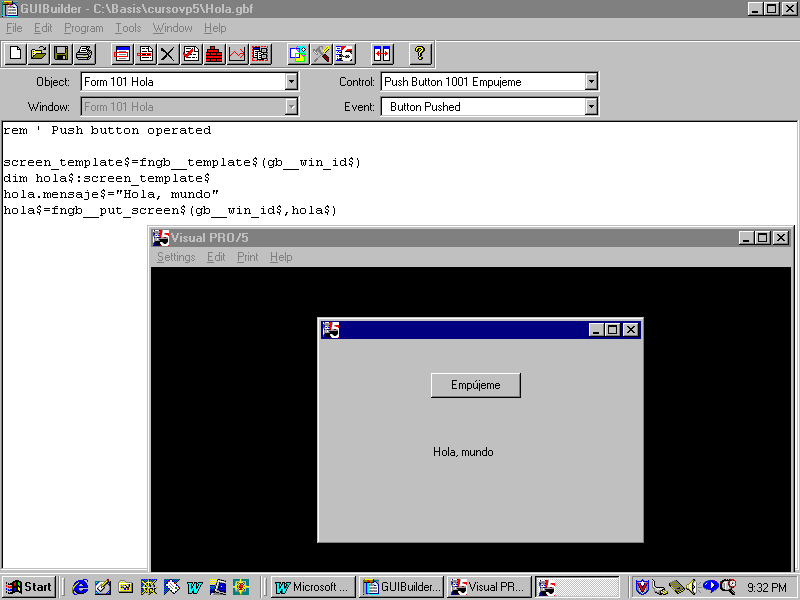 GUIBuilder - C:\Basis\cursovp5\Hola.gbf
File Edit Program Tools Window Help
Object: Form 101 Hola Control: Push Button 1001 Empujeme
Window: Form 101 Hola Event: Button Pushed
rem ' Push button operated
screen_template$=fngb__template$(gb__win_id$)
dim hola$:screen_template$
hola.mensaje$="Hola, mundo"
hola$=fngb__put_screen$(gb__win_id$,hola$)
Visual PRO/5
Settings Edit Print Help
Empújeme
Hola, mundo
Start Microsoft ... GUIBuilder... Visual PR... 9:32 PM